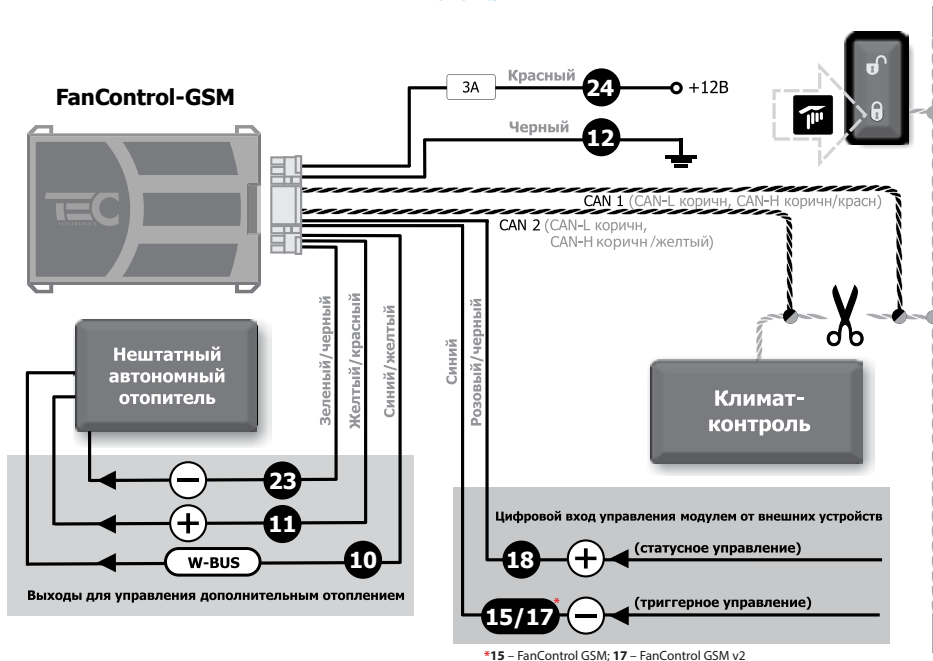 FanControl-GSM
TEC
ELECTRONICS
3A
Красный
24
+12В
Черный
12
CAN 1 (CAN-L коричн, CAN-H коричн/красн)
CAN 2 (CAN-L коричн,
CAN-H коричн/желтый)
Зеленый/черный
Желтый/красный
Синий/желтый
Синий
Розовый/черный
Нештатный
автономный
отопитель
Климат-
контроль
23
11
W-BUS
10
Выходы для управления дополнительным отоплением
Цифровой вход управления модулем от внешних устройств
18
(статусное управление)
15/17*
(триггерное управление)
*15 – FanControl GSM; 17 – FanControl GSM v2